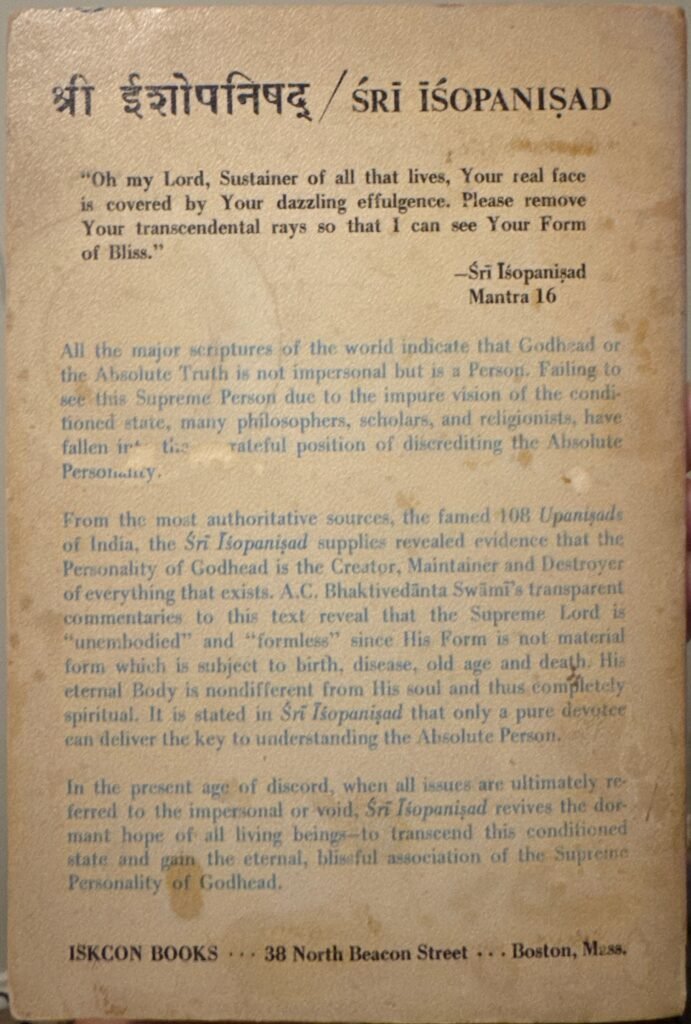 श्री ईशोपनिषद् / ŚRĪ ĪŚOPANIṢAD
“Oh my Lord, Sustainer of all that lives, Your real face
is covered by Your dazzling effulgence. Please remove
Your transcendental rays so that I can see Your Form
of Bliss.”
—Śrī Īśopaniṣad
Mantra 16
All the major scriptures of the world indicate that Godhead or
the Absolute Truth is not impersonal but is a Person. Failing to
see this Supreme Person due to the impure vision of the condi-
tioned state, many philosophers, scholars, and religionists, have
fallen position of discrediting the Absolute
Personality.
From the most authoritative sources, the famed 108 Upaniṣads
of India, the Śrī Īśopaniṣad supplies revealed evidence that the
Personality of Godhead is the Creator, Maintainer and Destroyer
of everything that exists. A.C. Bhaktivedānta Swāmī’s transparent
commentaries to this text reveal that the Supreme Lord is
“unembodied” and “formless” since His Form is not material
form which is subject to birth, disease, old age and death. His
eternal Body is nondifferent from His soul and thus completely
spiritual. It is stated in Śrī Īśopaniṣad that only a pure devotee
can deliver the key to understanding the Absolute Person.
In the present age of discord, when all issues are ultimately re-
ferred to the impersonal or void, Śrī Īśopaniṣad revives the dor-
mant hope of all living beings—to transcend this conditioned
state and gain the eternal, blissful association of the Supreme
Personality of Godhead.
ISKCON BOOKS · · · 38 North Beacon Street · · · Boston, Mass.